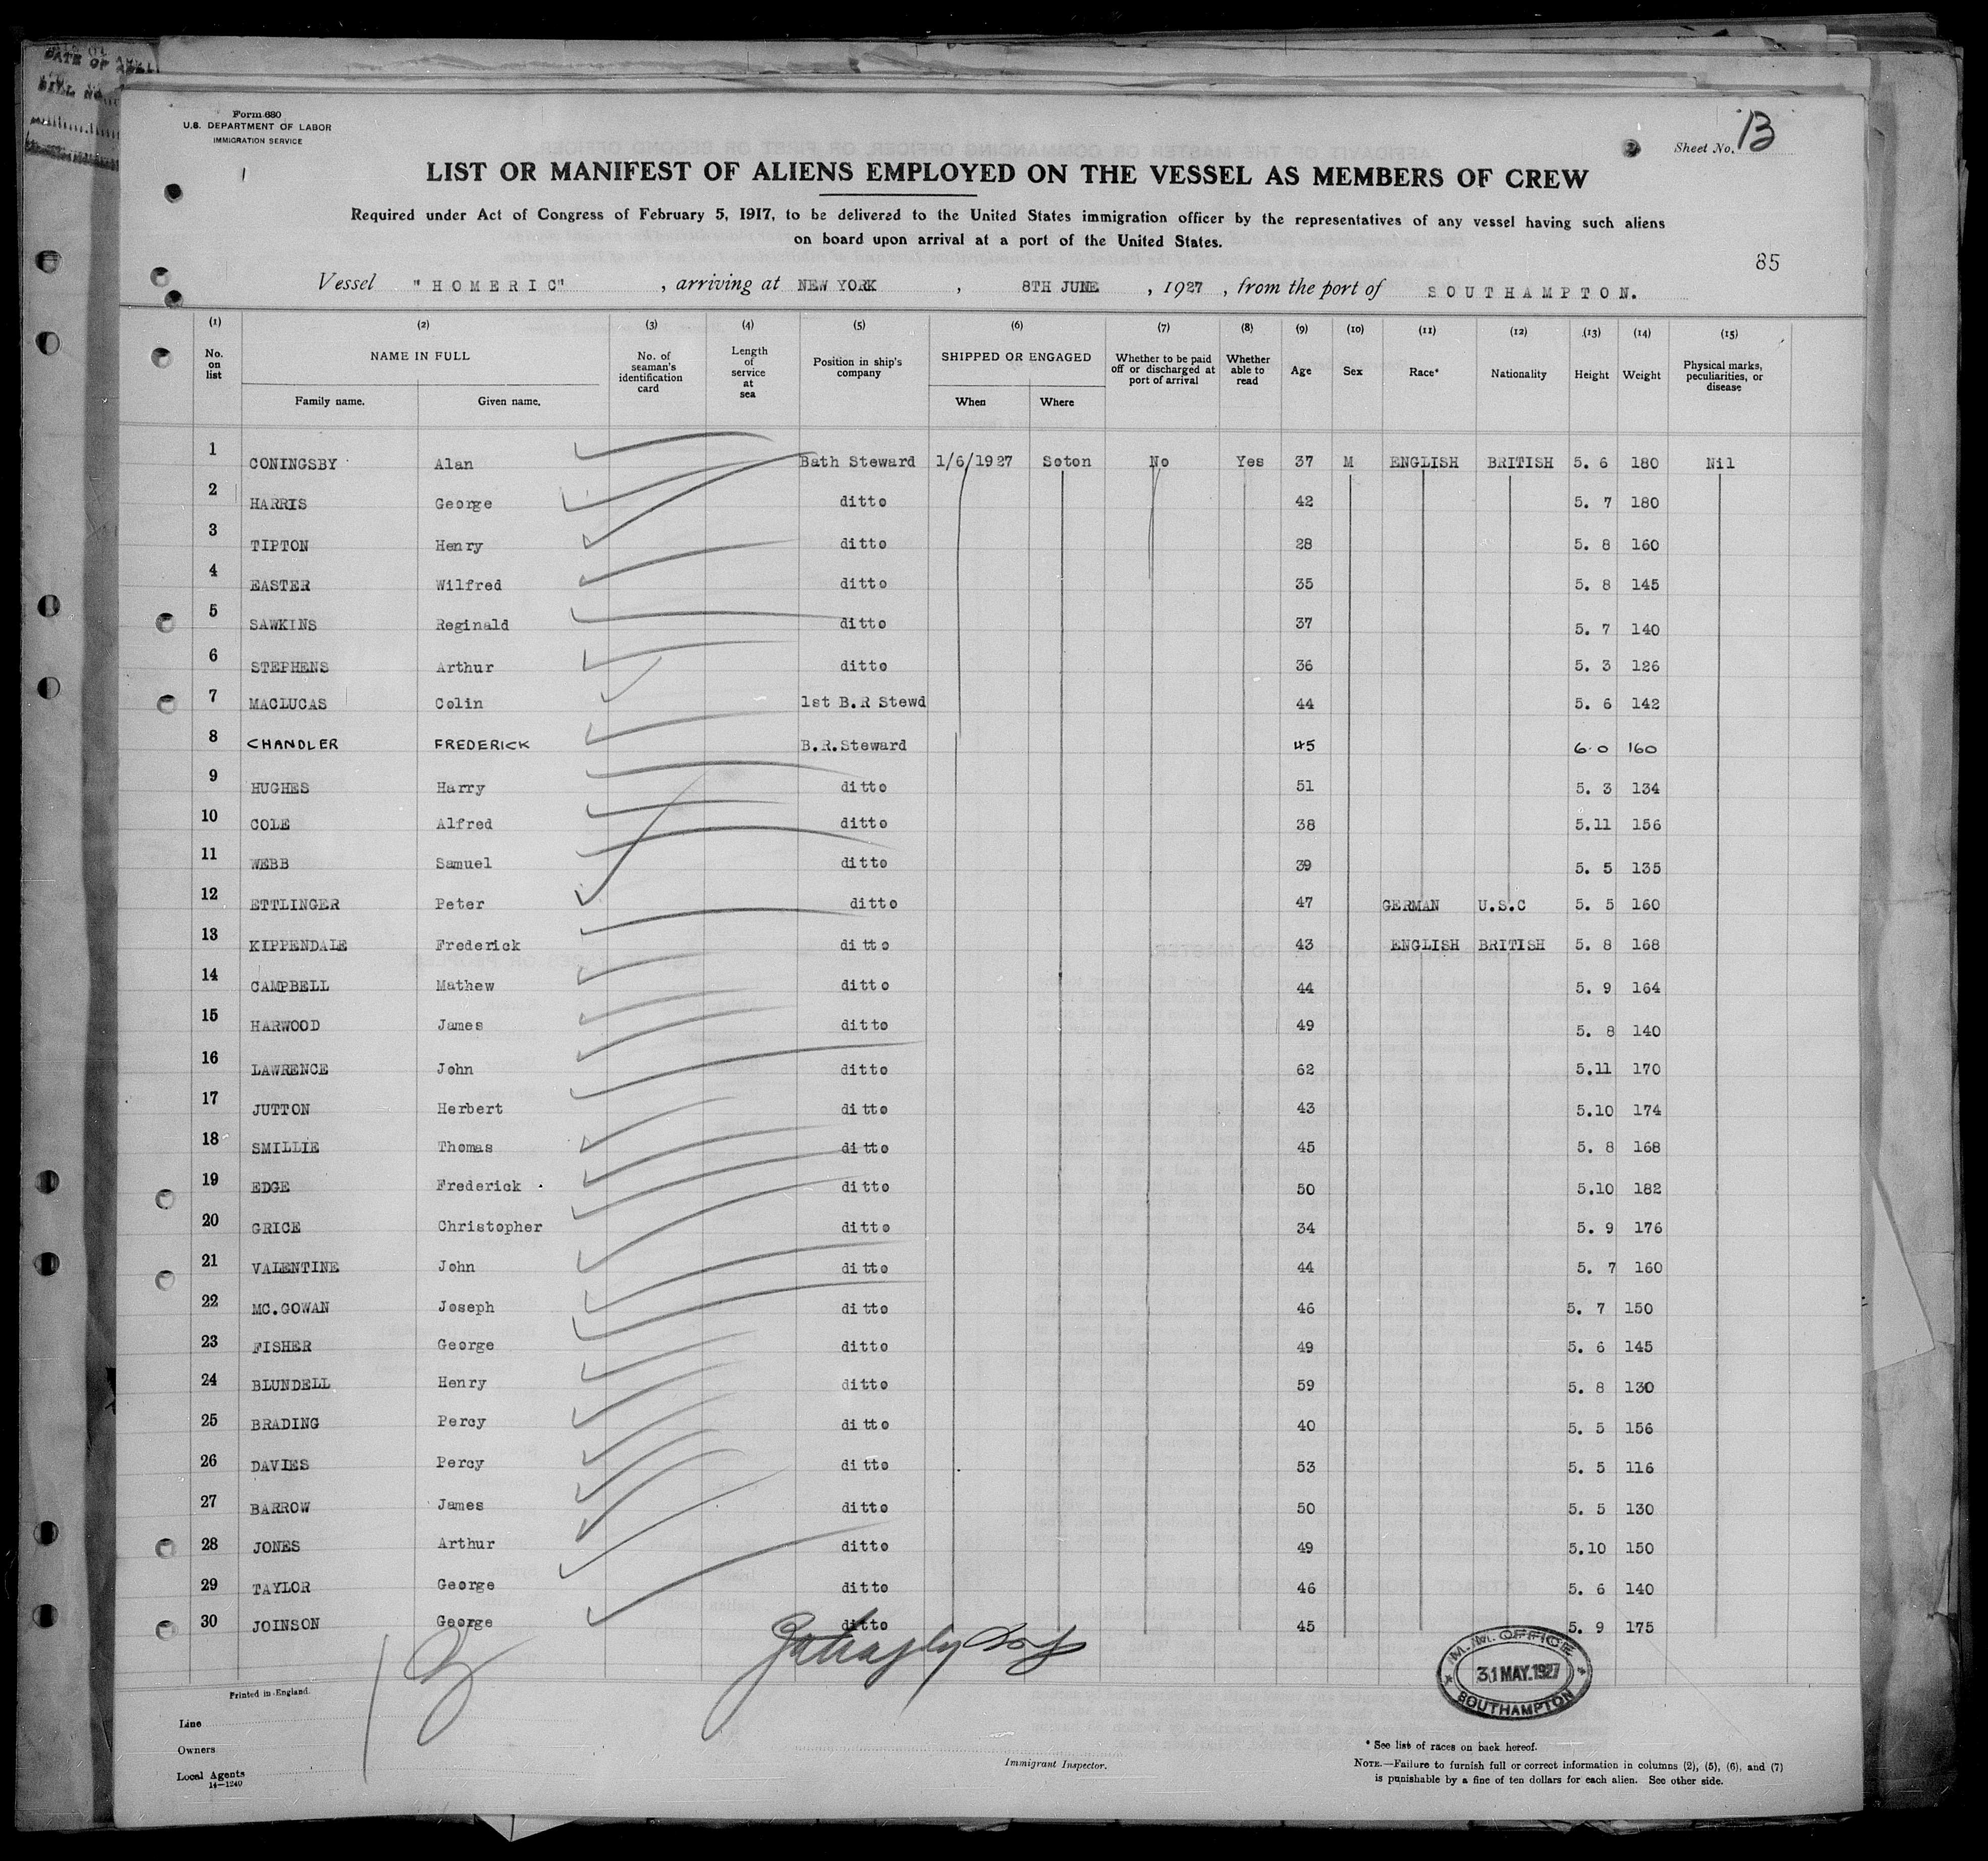 DATE OF
Form 680
U.S. DEPARTMENT OF LABOR
IMMIGRATION SERVICE
Sheet No. 13
LIST OR MANIFEST OF ALIENS EMPLOYED ON THE VESSEL AS MEMBERS OF CREW
Required under Act of Congress of February 5, 1917, to be delivered to the United States immigration officer by the representatives of any vessel having such aliens
on board upon arrival at a port of the United States.
85
Vessel "HOMERIC", arriving at NEW YORK, 8TH JUNE, 1927, from the port of SOUTHAMPTON.
(1) (2) (3) (4) (5) (6) (7) (8) (9) (10) (11) (12) (13) (14) (15)
No. on list NAME IN FULL No. of seaman's identification card Length of service at sea Position in ship's company SHIPPED OR ENGAGED Whether to be paid off or discharged at port of arrival Whether able to read Age Sex Race* Nationality Height Weight Physical marks, peculiarities, or disease
Family name. Given name. When Where
1 CONINGSBY Alan Bath Steward 1/6/1927 Soton No Yes 37 M ENGLISH BRITISH 5. 6 180 Nil
2 HARRIS George ditto 42 5. 7 180
3 TIPTON Henry ditto 28 5. 8 160
4 EASTER Wilfred ditto 35 5. 8 145
5 SAWKINS Reginald ditto 37 5. 7 140
6 STEPHENS Arthur ditto 36 5. 3 126
7 MACLUCAS Colin 1st B.R Stewd 44 5. 6 142
8 CHANDLER FREDERICK B.R.Steward 45 6.0 160
9 HUGHES Harry ditto 51 5. 3 134
10 COLE Alfred ditto 38 5.11 156
11 WEBB Samuel ditto 39 5. 5 135
12 ETTLINGER Peter ditto 47 GERMAN U.S.C 5. 5 160
13 KIPPENDALE Frederick ditto 43 ENGLISH BRITISH 5. 8 168
14 CAMPBELL Mathew ditto 44 5. 9 164
15 HARWOOD James ditto 49 5. 8 140
16 LAWRENCE John ditto 62 5.11 170
17 JUTTON Herbert ditto 43 5.10 174
18 SMILLIE Thomas ditto 45 5. 8 168
19 EDGE Frederick . ditto 50 5.10 182
20 GRICE Christopher ditto 34 5. 9 176
21 VALENTINE John ditto 44 5. 7 160
22 MC.GOWAN Joseph ditto 46 5. 7 150
23 FISHER George ditto 49 5. 6 145
24 BLUNDELL Henry ditto 59 5. 8 130
25 BRADING Percy ditto 40 5. 5 156
26 DAVIES Percy ditto 53 5. 5 116
27 BARROW James ditto 50 5. 5 130
28 JONES Arthur ditto 49 5.10 150
29 TAYLOR George ditto 46 5. 6 140
30 JOINSON George ditto 45 5. 9 175
M.M. OFFICE
31 MAY.1927
SOUTHAMPTON
Printed in England.
Line
Owners
Local Agents
14—1240
Immigrant Inspector.
* See list of races on back hereof.
NOTE.—Failure to furnish full or correct information in columns (2), (5), (6), and (7)
is punishable by a fine of ten dollars for each alien. See other side.